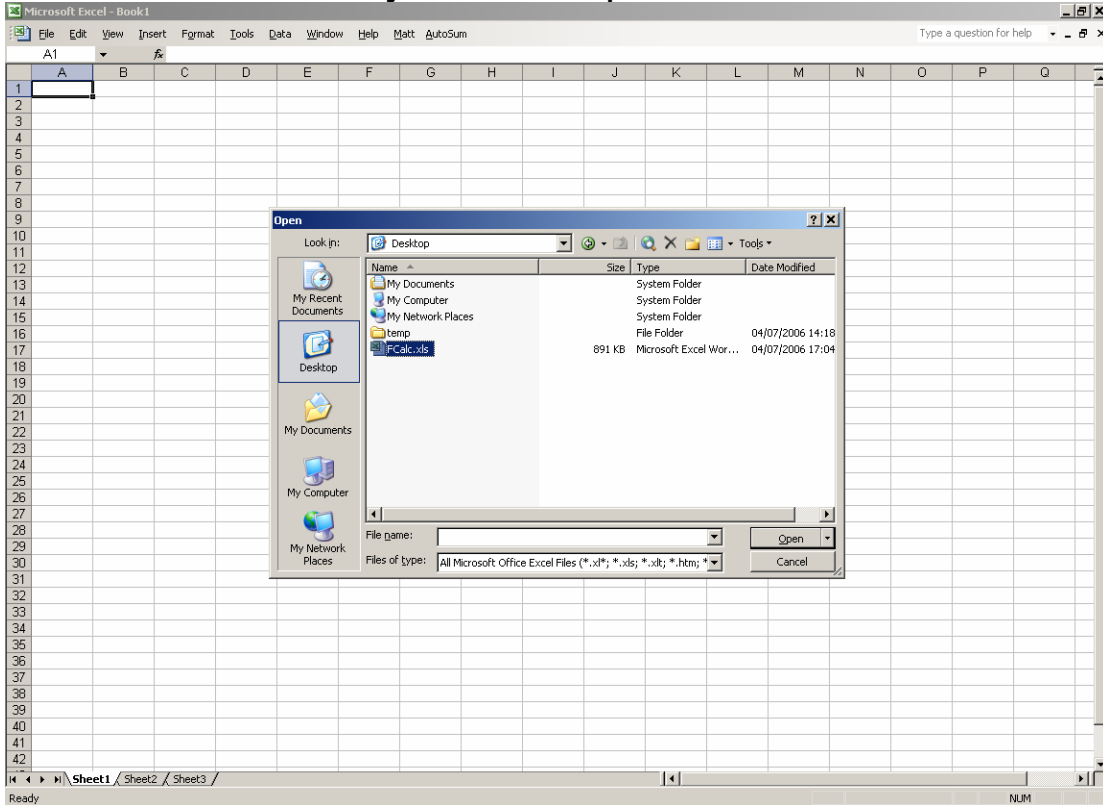 Microsoft Excel - Book1
File Edit View Insert Format Tools Data Window Help Matt AutoSum Type a question for help
A1 fx
A B C D E F G H I J K L M N O P Q
1
2
3
4
5
6
7
8
9
10
11
12
13
14
15
16
17
18
19
20
21
22
23
24
25
26
27
28
29
30
31
32
33
34
35
36
37
38
39
40
41
42
Open
Look in: Desktop Tools
Name Size Type Date Modified
My Documents System Folder
My Computer System Folder
My Network Places System Folder
temp File Folder 04/07/2006 14:18
FCalc.xls 891 KB Microsoft Excel Wor... 04/07/2006 17:04
My Recent
Documents
Desktop
My Documents
My Computer
My Network
Places
File name: Open
Files of type: All Microsoft Office Excel Files (*.xl*; *.xls; *.xlt; *.htm; * Cancel
Sheet1 Sheet2 Sheet3
Ready NUM